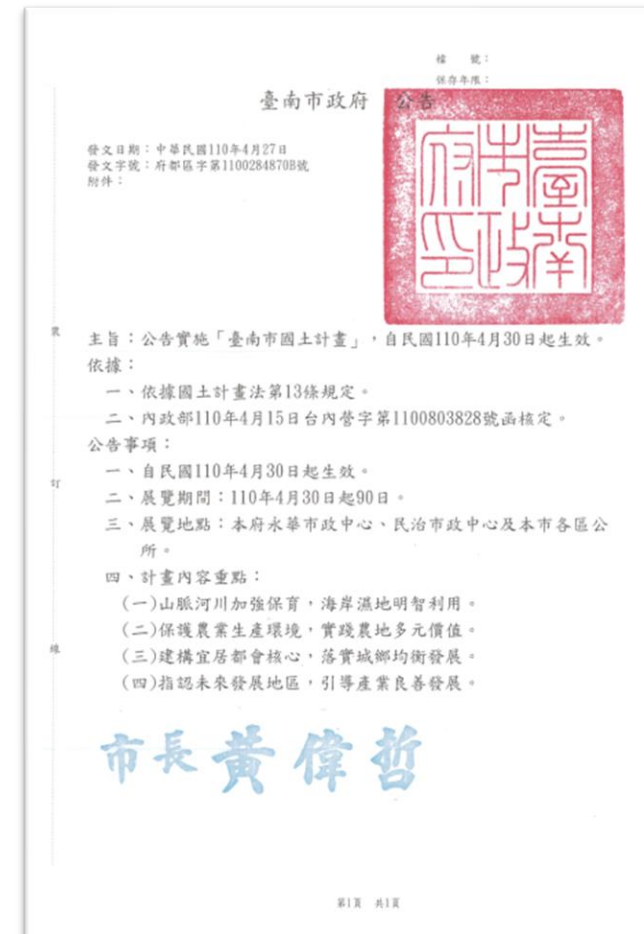 檔　號：
保存年限：
臺南市政府　公告
臺南市政府印
發文日期：中華民國110年4月27日
發文字號：府都區字第1100284870B號
附件：
主旨：公告實施「臺南市國土計畫」，自民國110年4月30日起生效。
依據：
一、依據國土計畫法第13條規定。
二、內政部110年4月15日台內營字第1100803828號函核定。
公告事項：
一、自民國110年4月30日起生效。
二、展覽期間：110年4月30日起90日。
三、展覽地點：本府永華市政中心、民治市政中心及本市各區公
所。
四、計畫內容重點：
(一)山脈河川加強保育，海岸濕地明智利用。
(二)保護農業生產環境，實踐農地多元價值。
(三)建構宜居都會核心，落實城鄉均衡發展。
(四)指認未來發展地區，引導產業良善發展。
裝
訂
線
市長黃偉哲
第1頁　共1頁